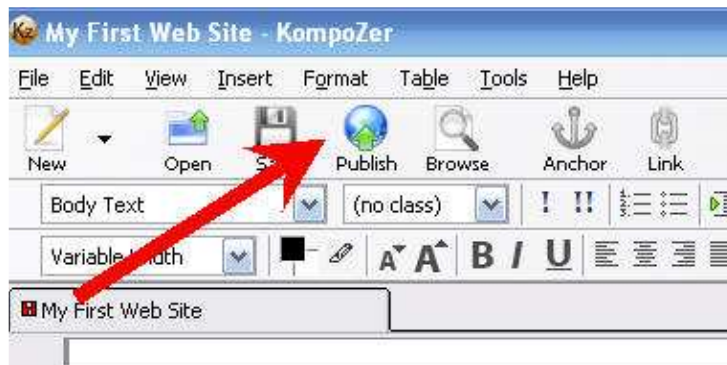 My First Web Site - KompoZer
File Edit View Insert Format Table Tools Help
New Open Publish Browse Anchor Link
Body Text (no class) ! !!
Variable A A B I U
My First Web Site